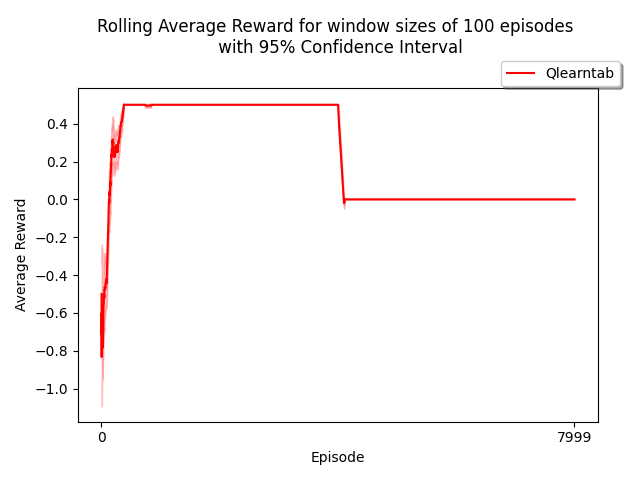 Rolling Average Reward for window sizes of 100 episodes
with 95% Confidence Interval
Qlearntab
0.4
0.2
0.0
−0.2
−0.4
−0.6
−0.8
−1.0
Average Reward
0 7999
Episode